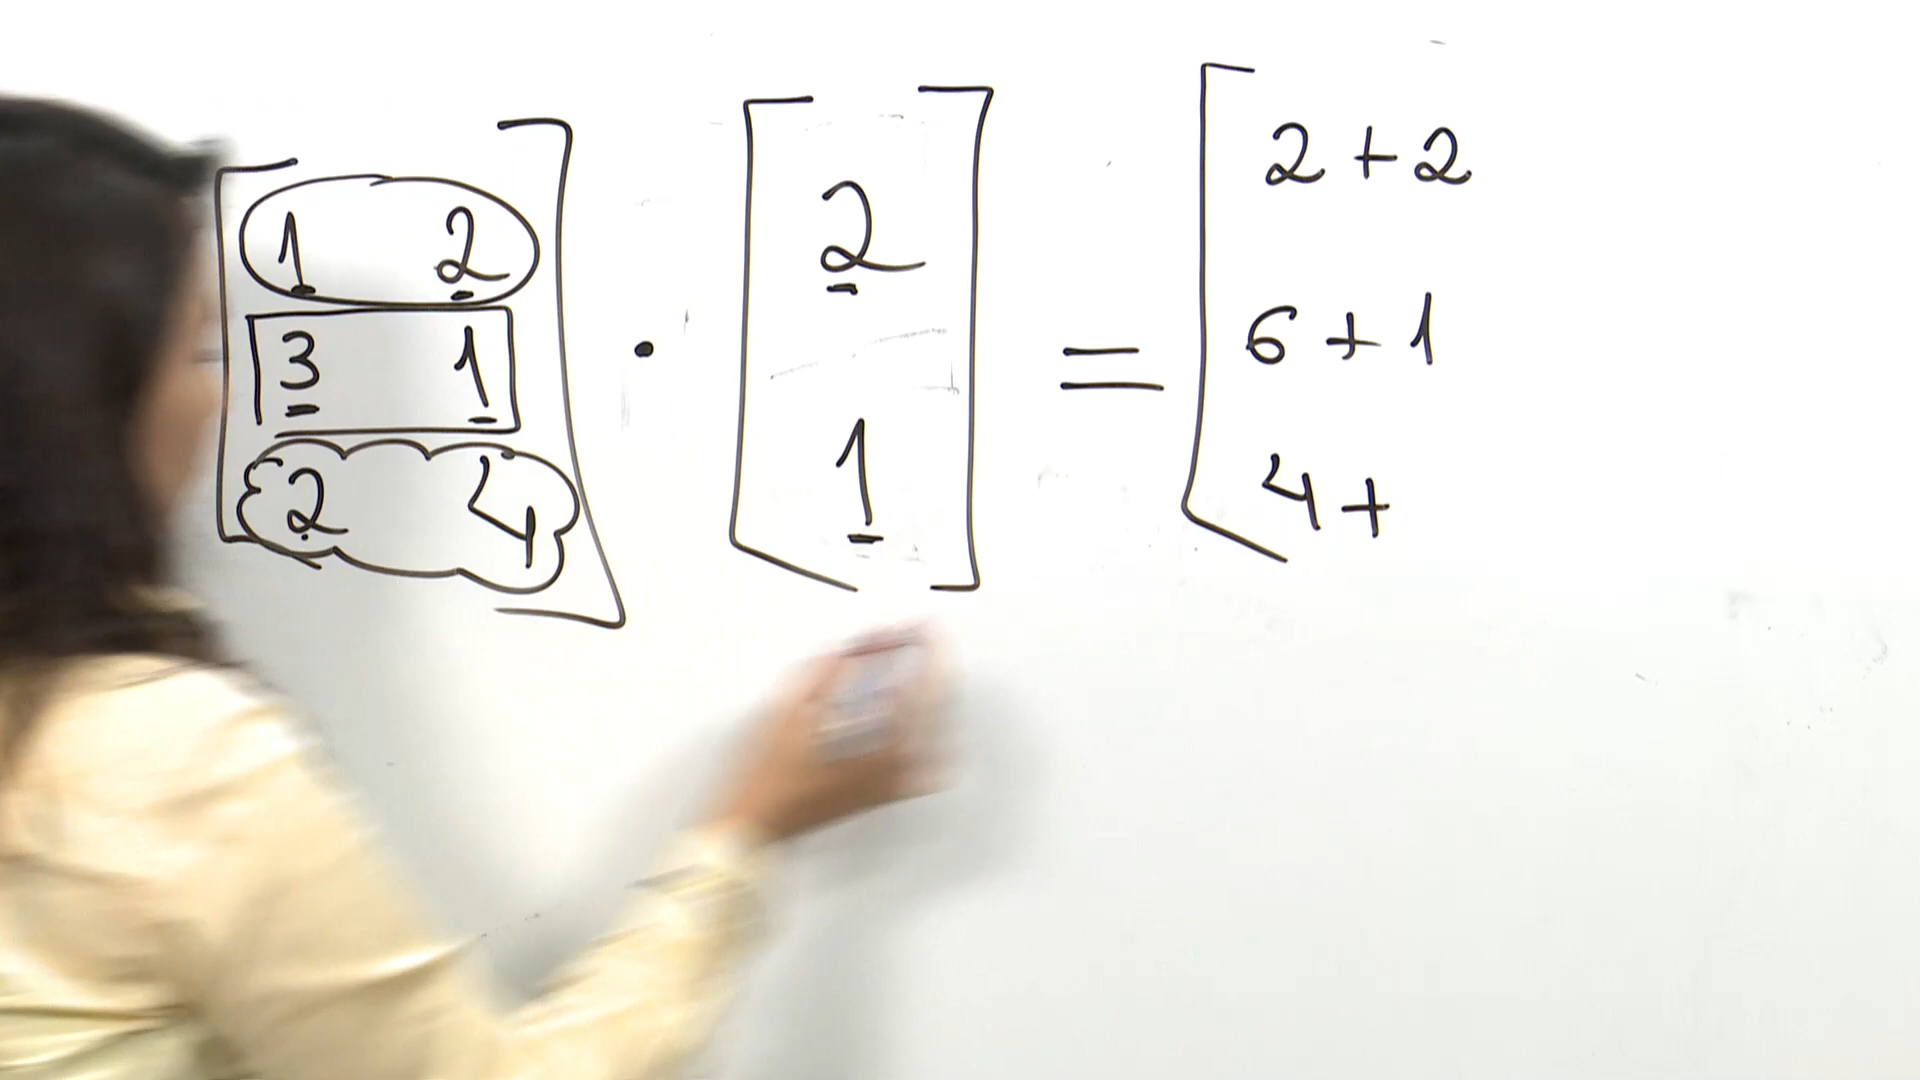 [1 2] · [2] = [2 + 2
[3 1] [1] 6 + 1
[2 4] 4 +